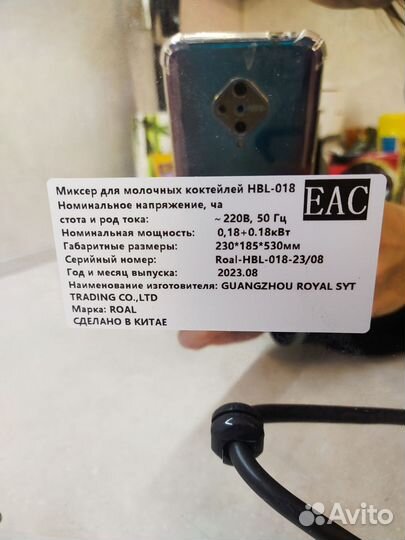 Миксер для молочных коктейлей HBL-018
EAC
Номинальное напряжение, ча
стота и род тока: ~220В, 50 Гц
Номинальная мощность: 0,18+0.18кВт
Габаритные размеры: 230*185*530мм
Серийный номер: Roal-HBL-018-23/08
Год и месяц выпуска: 2023.08
Наименование изготовителя: GUANGZHOU ROYAL SYT
TRADING CO.,LTD
Марка: ROAL
СДЕЛАНО В КИТАЕ
Avito